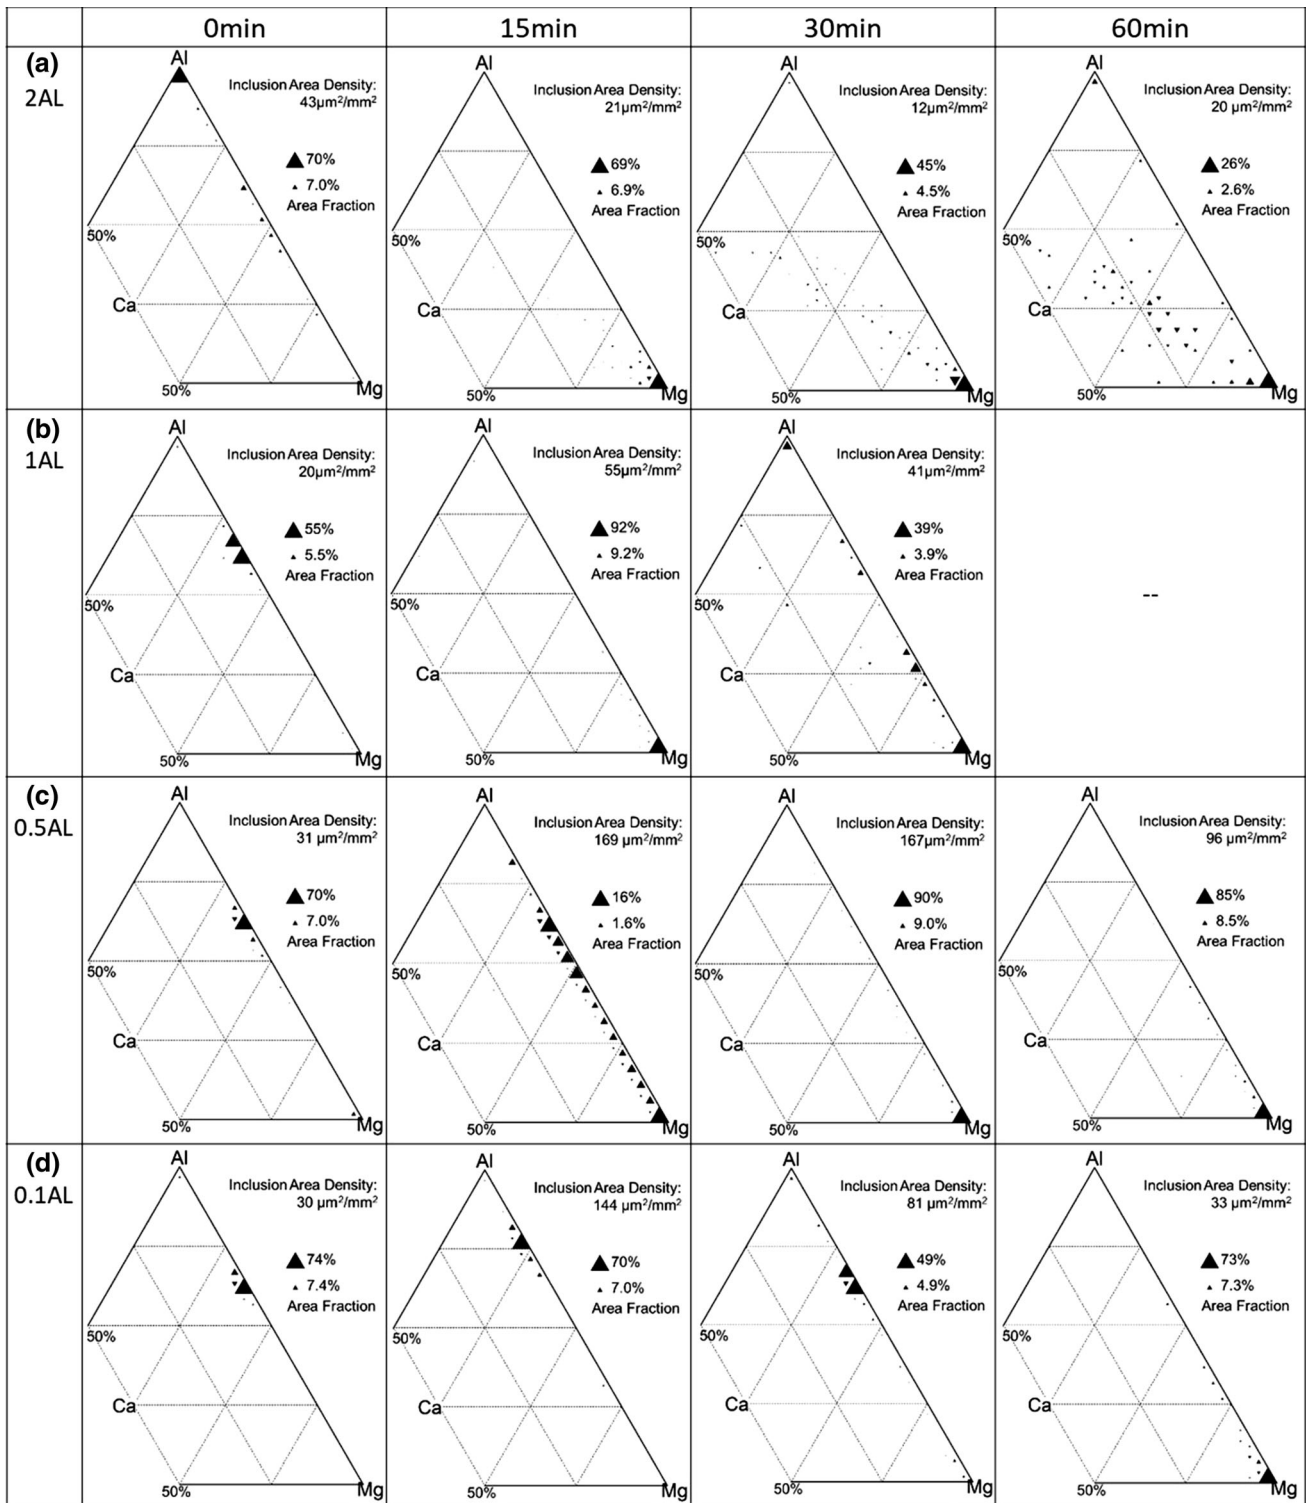 0min 15min 30min 60min
(a)
2AL
Al
Inclusion Area Density:
43µm²/mm²
70%
7.0%
Area Fraction
50%
Ca
50%
Mg
Al
Inclusion Area Density:
21µm²/mm²
69%
6.9%
Area Fraction
50%
Ca
50%
Mg
Al
Inclusion Area Density:
12µm²/mm²
45%
4.5%
Area Fraction
50%
Ca
50%
Mg
Al
Inclusion Area Density:
20 µm²/mm²
26%
2.6%
Area Fraction
50%
Ca
50%
Mg
(b)
1AL
Al
Inclusion Area Density:
20µm²/mm²
55%
5.5%
Area Fraction
50%
Ca
50%
Mg
Al
Inclusion Area Density:
55µm²/mm²
92%
9.2%
Area Fraction
50%
Ca
50%
Mg
Al
Inclusion Area Density:
41µm²/mm²
39%
3.9%
Area Fraction
50%
Ca
50%
Mg
--
(c)
0.5AL
Al
Inclusion Area Density:
31 µm²/mm²
70%
7.0%
Area Fraction
50%
Ca
50%
Mg
Al
Inclusion Area Density:
169 µm²/mm²
16%
1.6%
Area Fraction
50%
Ca
50%
Mg
Al
Inclusion Area Density:
167µm²/mm²
90%
9.0%
Area Fraction
50%
Ca
50%
Mg
Al
Inclusion Area Density:
96 µm²/mm²
85%
8.5%
Area Fraction
50%
Ca
50%
Mg
(d)
0.1AL
Al
Inclusion Area Density:
30 µm²/mm²
74%
7.4%
Area Fraction
50%
Ca
50%
Mg
Al
Inclusion Area Density:
144 µm²/mm²
70%
7.0%
Area Fraction
50%
Ca
50%
Mg
Al
Inclusion Area Density:
81 µm²/mm²
49%
4.9%
Area Fraction
50%
Ca
50%
Mg
Al
Inclusion Area Density:
33 µm²/mm²
73%
7.3%
Area Fraction
50%
Ca
50%
Mg